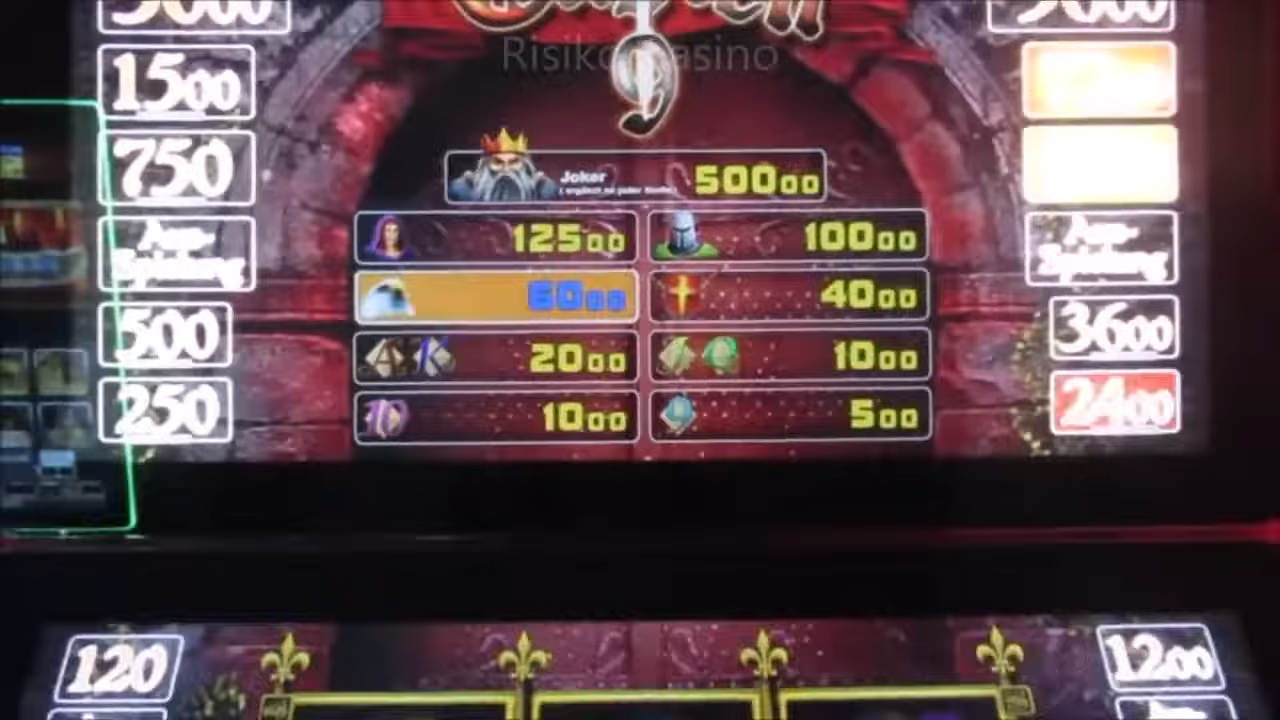 Risiko Casino
1500
750
Aus-
Spielung
500
250
Joker
50000
12500
10000
6000
4000
A K
2000
1000
10
1000
500
Aus-
Spielung
3600
2400
120
1200